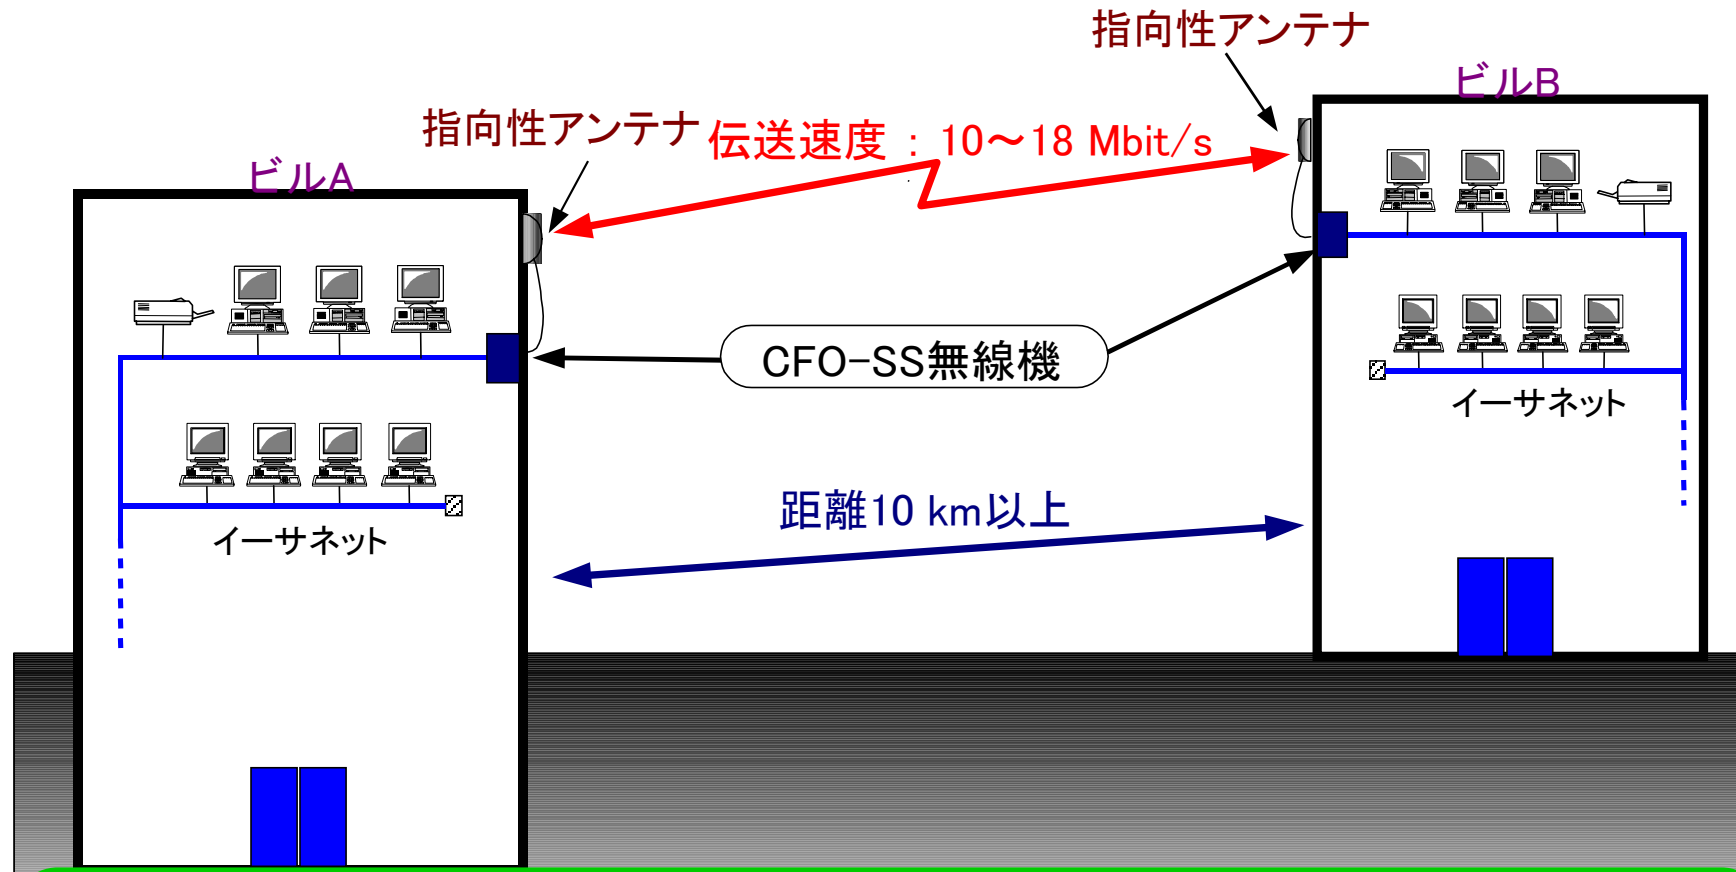 指向性アンテナ
ビルB
指向性アンテナ
伝送速度 : 10～18 Mbit/s
ビルA
CFO-SS無線機
イーサネット
距離10 km以上
イーサネット